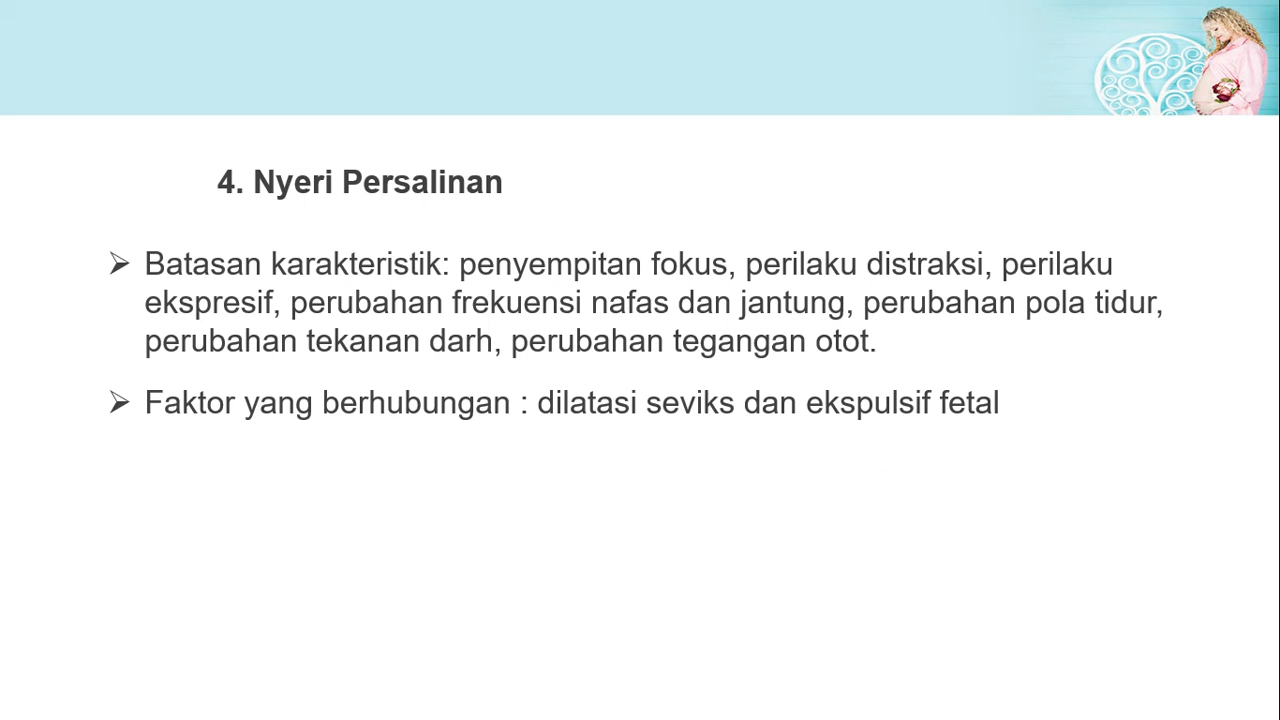 4. Nyeri Persalinan
➢ Batasan karakteristik: penyempitan fokus, perilaku distraksi, perilaku
ekspresif, perubahan frekuensi nafas dan jantung, perubahan pola tidur,
perubahan tekanan darh, perubahan tegangan otot.
➢ Faktor yang berhubungan : dilatasi seviks dan ekspulsif fetal